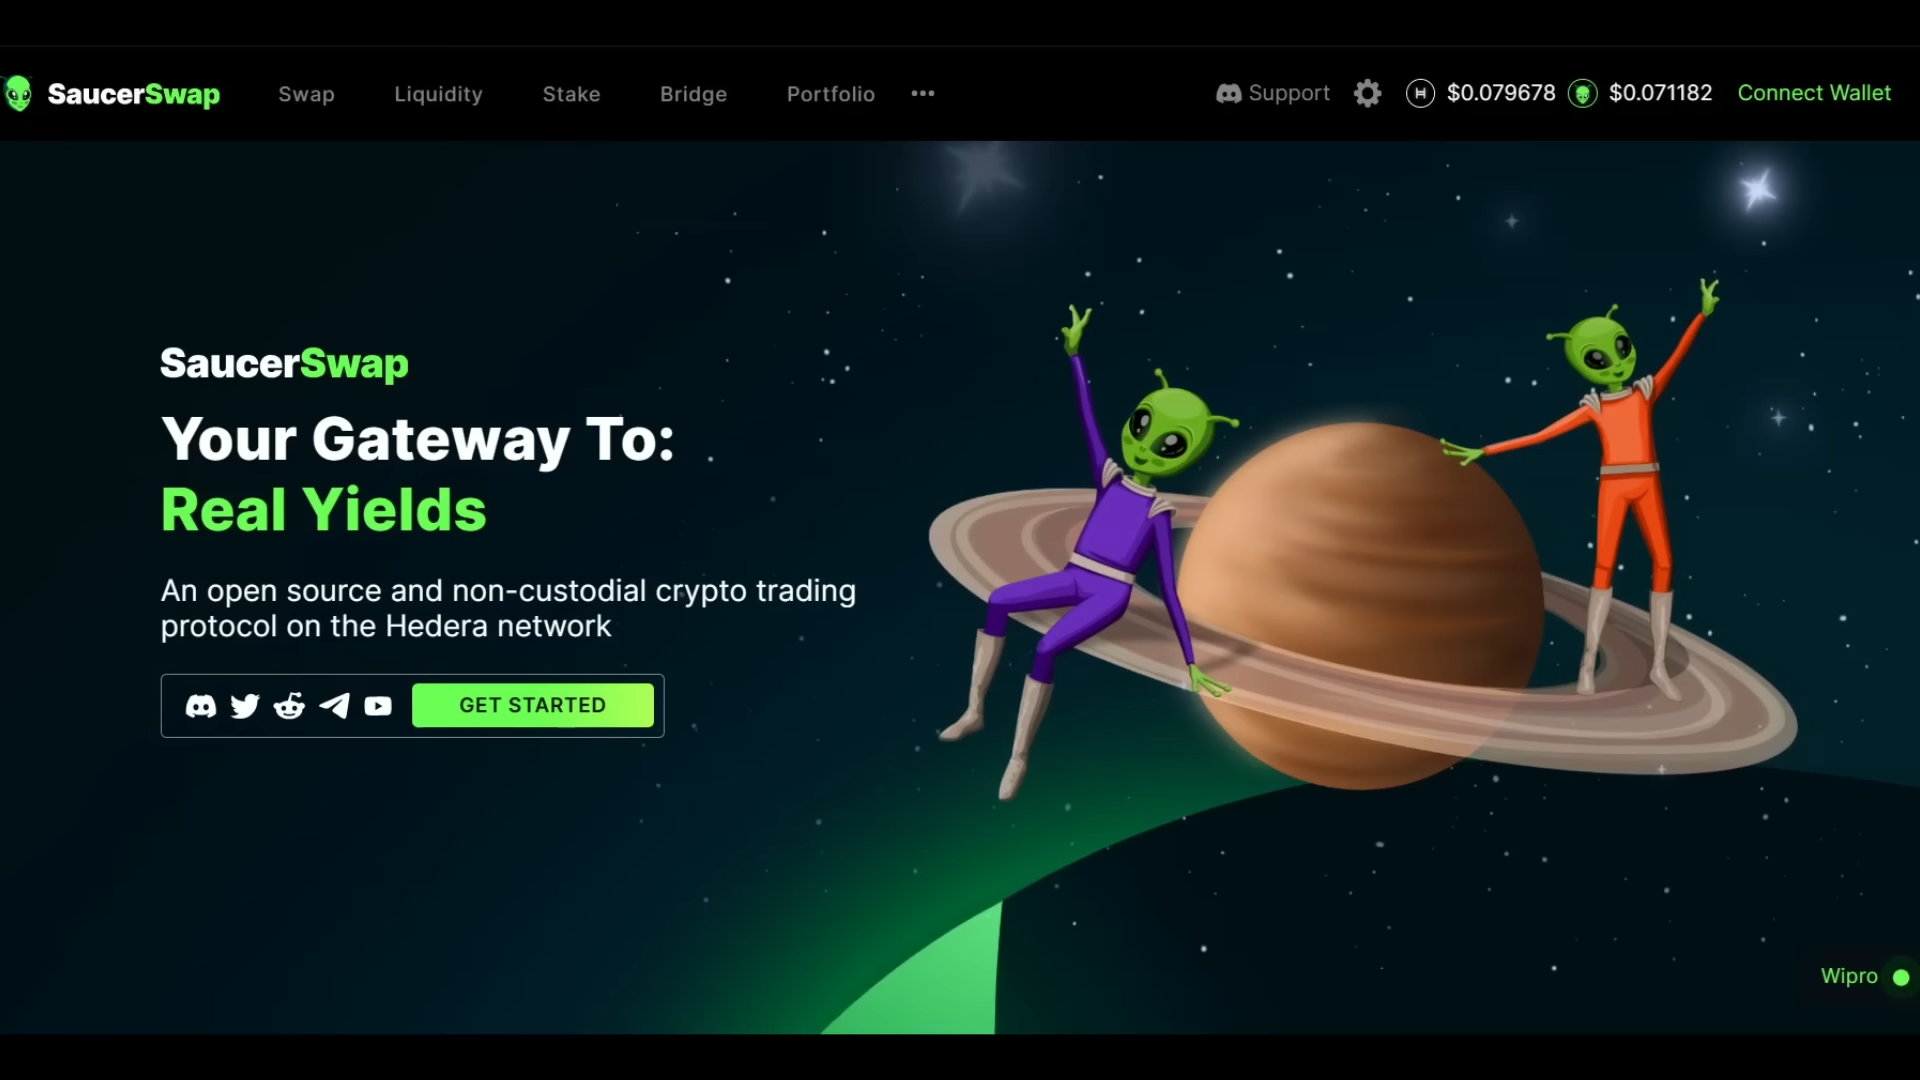 SaucerSwap Swap Liquidity Stake Bridge Portfolio ••• Support $0.079678 $0.071182 Connect Wallet
SaucerSwap
Your Gateway To:
Real Yields
An open source and non-custodial crypto trading
protocol on the Hedera network
GET STARTED
Wipro